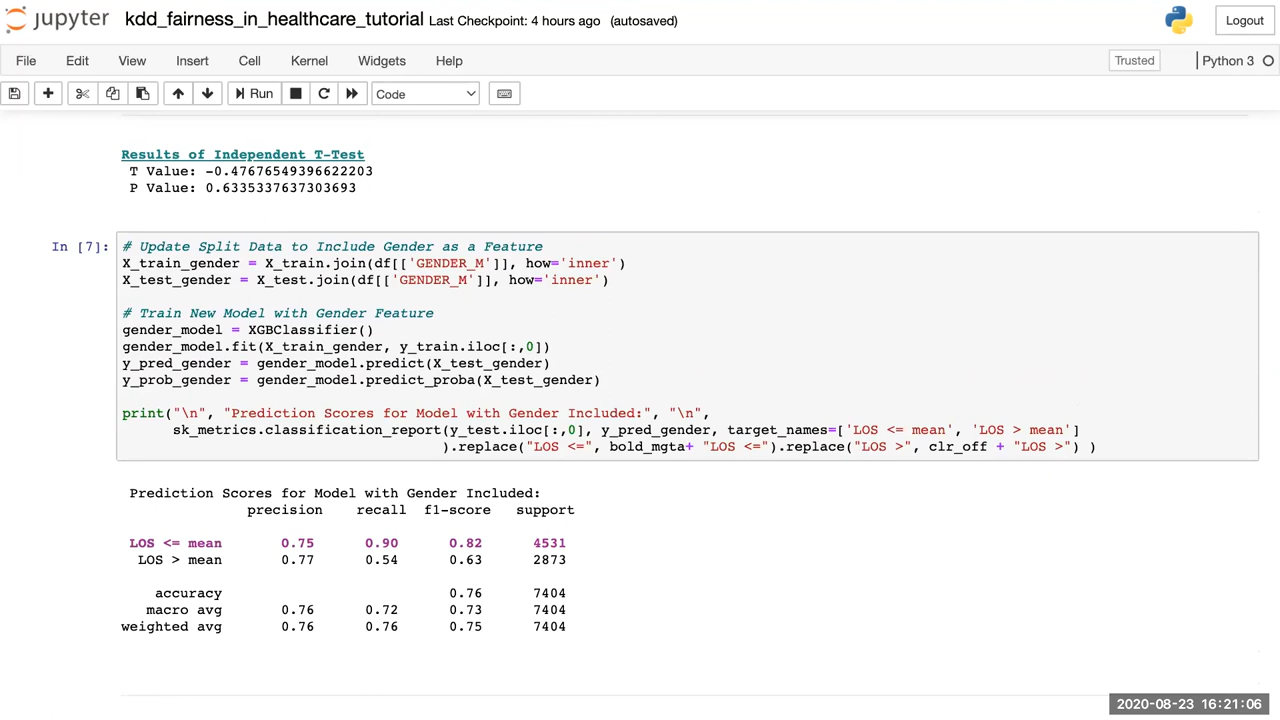 jupyter kdd_fairness_in_healthcare_tutorial Last Checkpoint: 4 hours ago (autosaved) Logout
File Edit View Insert Cell Kernel Widgets Help Trusted Python 3
Run Code
Results of Independent T-Test
T Value: -0.47676549396622203
P Value: 0.6335337637303693
In [7]: # Update Split Data to Include Gender as a Feature
X_train_gender = X_train.join(df[['GENDER_M']], how='inner')
X_test_gender = X_test.join(df[['GENDER_M']], how='inner')
# Train New Model with Gender Feature
gender_model = XGBClassifier()
gender_model.fit(X_train_gender, y_train.iloc[:,0])
y_pred_gender = gender_model.predict(X_test_gender)
y_prob_gender = gender_model.predict_proba(X_test_gender)
print("\n", "Prediction Scores for Model with Gender Included:", "\n",
sk_metrics.classification_report(y_test.iloc[:,0], y_pred_gender, target_names=['LOS <= mean', 'LOS > mean']
).replace("LOS <=", bold_mgta+ "LOS <=").replace("LOS >", clr_off + "LOS >") )
Prediction Scores for Model with Gender Included:
precision recall f1-score support
LOS <= mean 0.75 0.90 0.82 4531
LOS > mean 0.77 0.54 0.63 2873
accuracy 0.76 7404
macro avg 0.76 0.72 0.73 7404
weighted avg 0.76 0.76 0.75 7404
2020-08-23 16:21:06